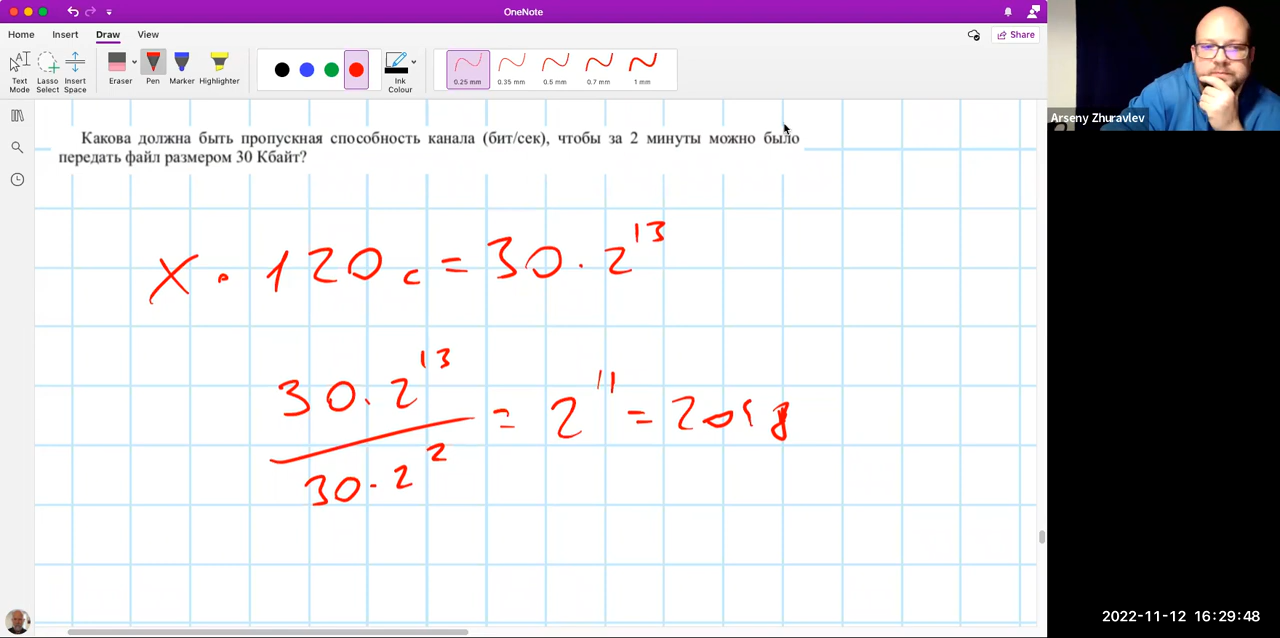 OneNote
Home Insert Draw View
Share
Text Mode
Lasso Select
Insert Space
Eraser
Pen
Marker
Highlighter
Ink Colour
0.25 mm
0.35 mm
0.5 mm
0.7 mm
1 mm
Arseny Zhuravlev
Какова должна быть пропускная способность канала (бит/сек), чтобы за 2 минуты можно было
передать файл размером 30 Кбайт?
x · 120 c = 30 · 2^13
30 · 2^13
= 2^11 = 2048
30 · 2^2
2022-11-12 16:29:48